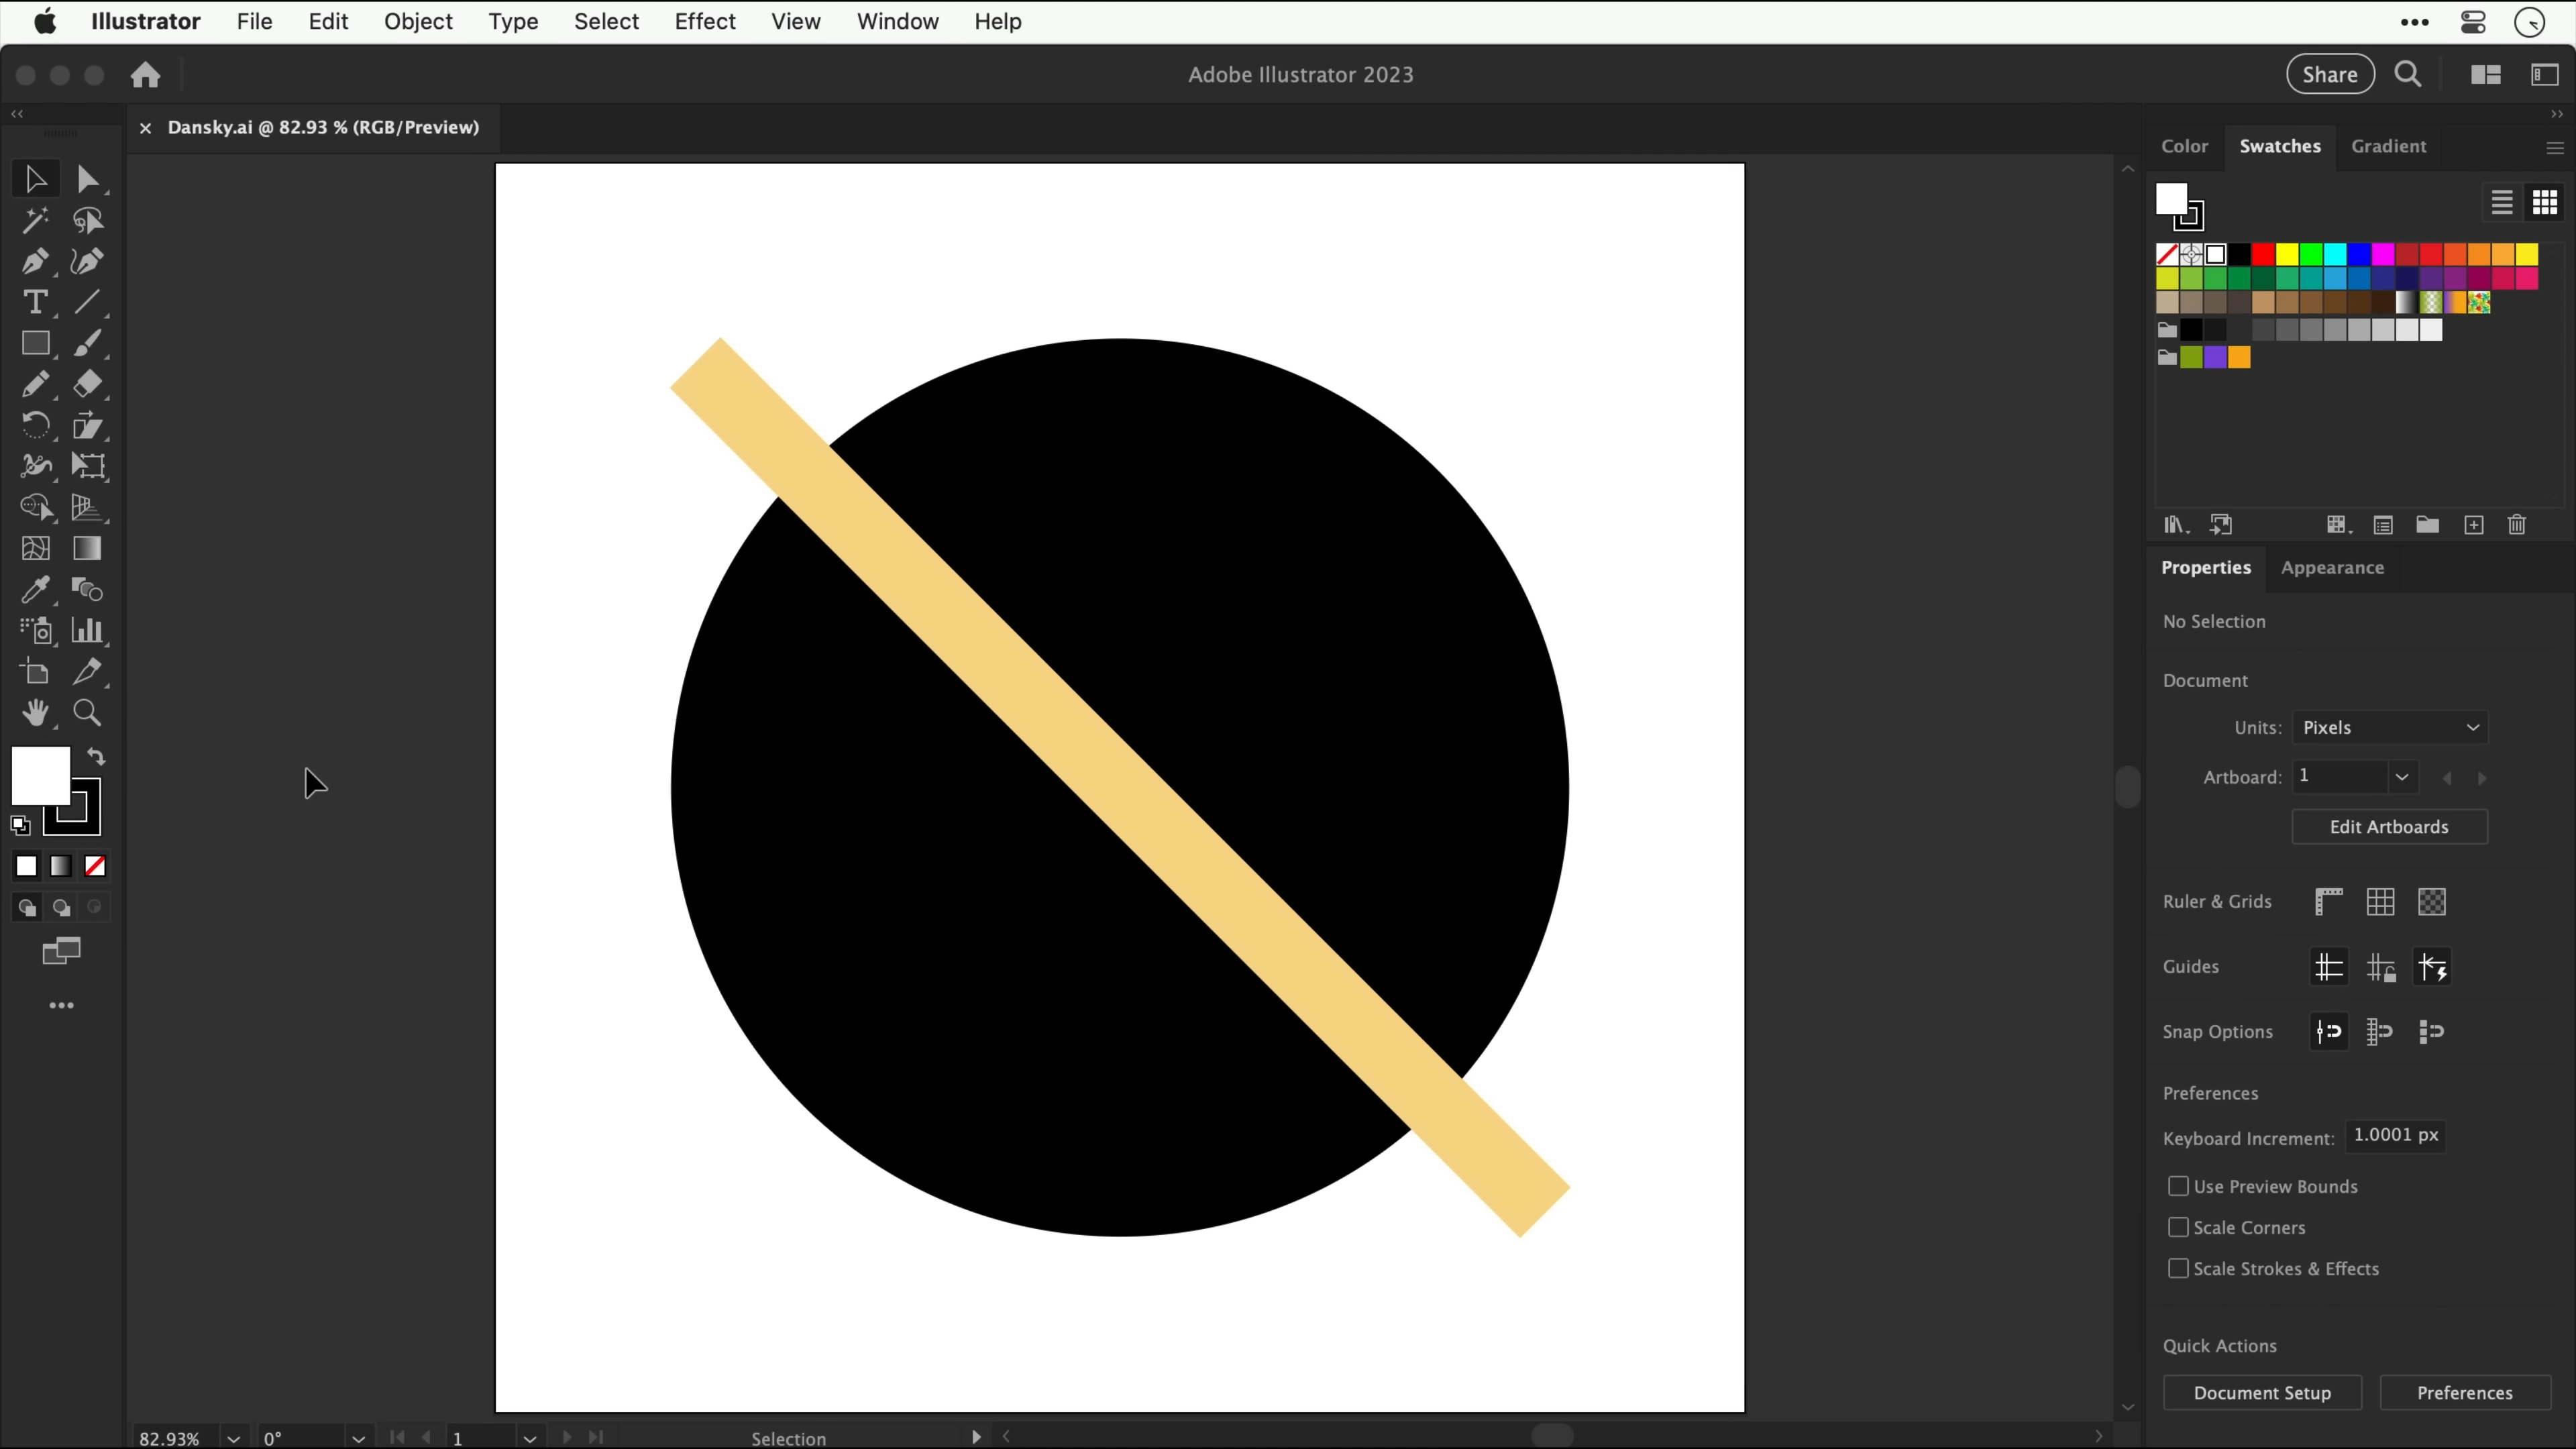 Illustrator File Edit Object Type Select Effect View Window Help
Adobe Illustrator 2023
Share
Dansky.ai @ 82.93 % (RGB/Preview)
Color Swatches Gradient
Properties Appearance
No Selection
Document
Units: Pixels
Artboard: 1
Edit Artboards
Ruler & Grids
Guides
Snap Options
Preferences
Keyboard Increment: 1.0001 px
Use Preview Bounds
Scale Corners
Scale Strokes & Effects
Quick Actions
Document Setup Preferences
82.93% 0° 1 Selection